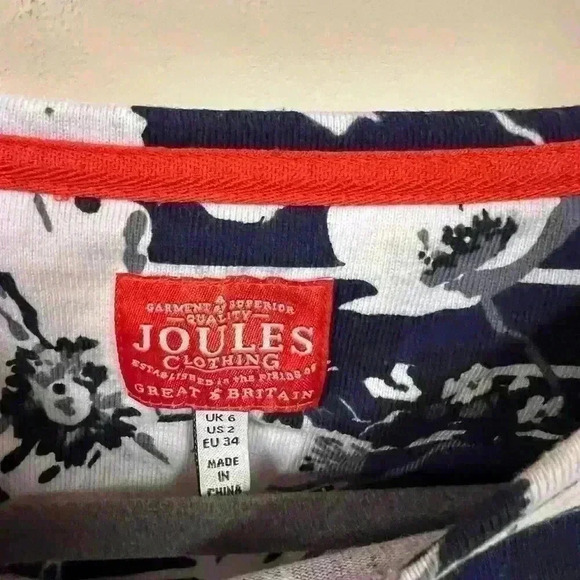 GARMENT SUPERIOR
QUALITY
JOULES
CLOTHING
ESTABLISHED in the FIELDS OF
GREAT BRITAIN
UK 6
US 2
EU 34
MADE
IN
CHINA